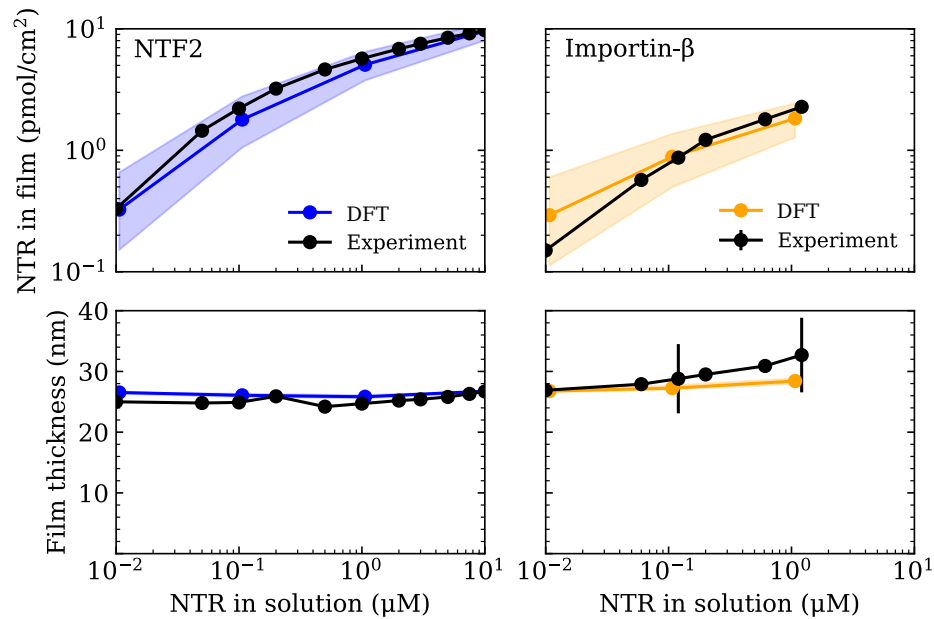 NTF2
Importin-β
NTR in film (pmol/cm²)
10¹
10⁰
10⁻¹
DFT
Experiment
DFT
Experiment
Film thickness (nm)
40
30
20
10
10⁻² 10⁻¹ 10⁰ 10¹
10⁻² 10⁻¹ 10⁰ 10¹
NTR in solution (μM)
NTR in solution (μM)